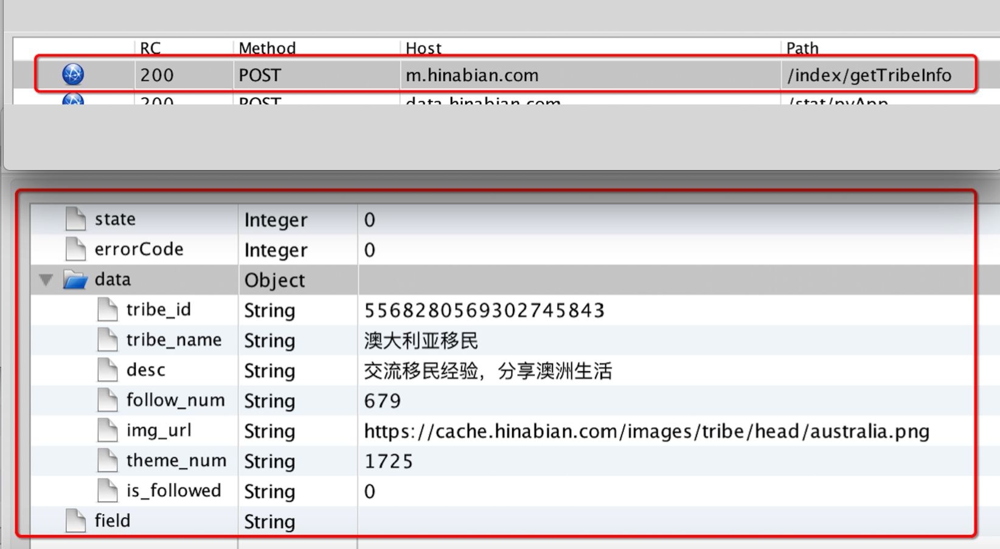 RC Method Host Path
200 POST m.hinabian.com /index/getTribeInfo
200 POST data.hinabian.com /stat/pvApp
state Integer 0
errorCode Integer 0
data Object
tribe_id String 5568280569302745843
tribe_name String 澳大利亚移民
desc String 交流移民经验，分享澳洲生活
follow_num String 679
img_url String https://cache.hinabian.com/images/tribe/head/australia.png
theme_num String 1725
is_followed String 0
field String